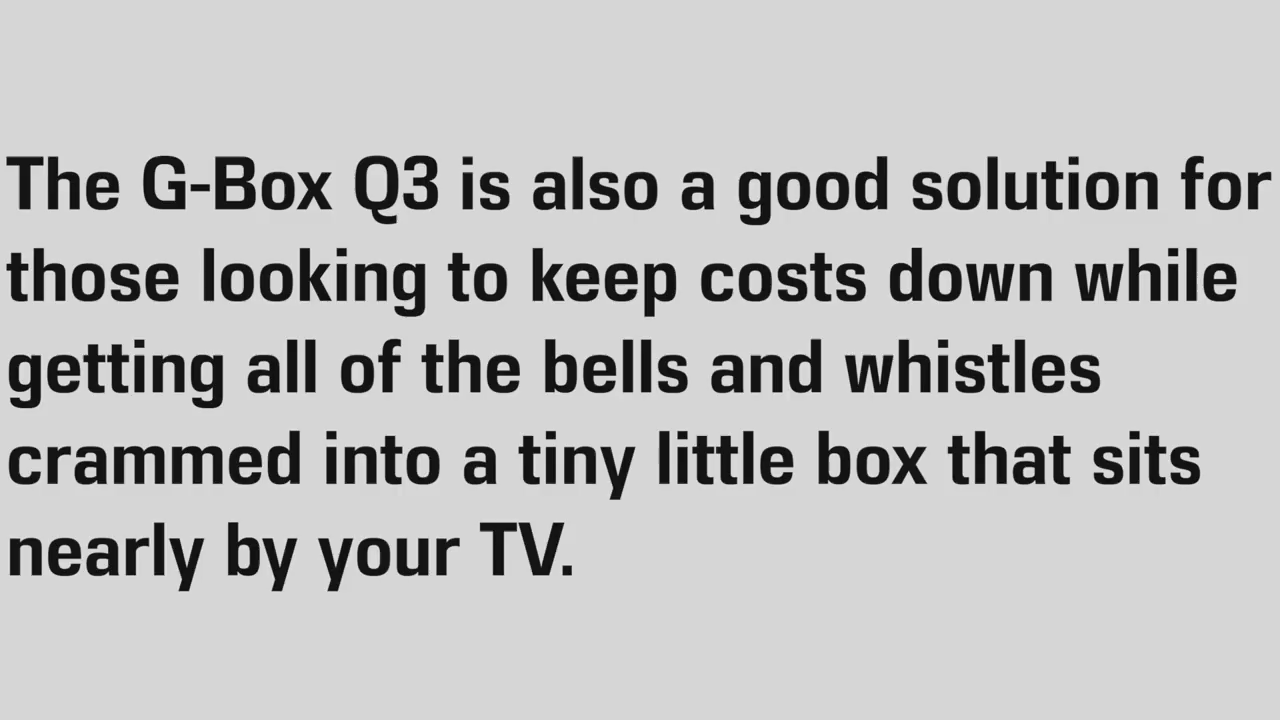 The G-Box Q3 is also a good solution for
those looking to keep costs down while
getting all of the bells and whistles
crammed into a tiny little box that sits
nearly by your TV.